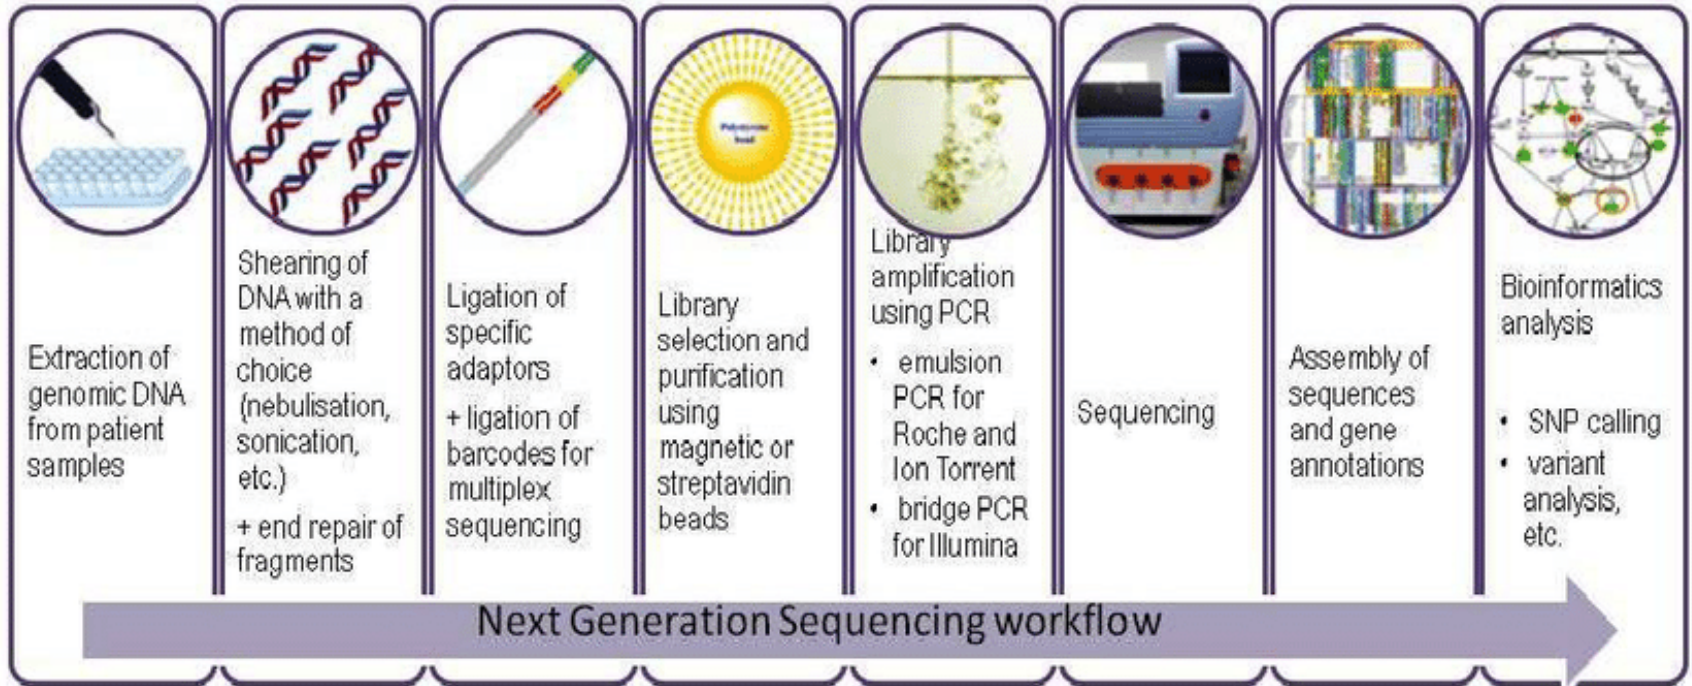 Extraction of
genomic DNA
from patient
samples
Shearing of
DNA with a
method of
choice
(nebulisation,
sonication,
etc.)
+ end repair of
fragments
Ligation of
specific
adaptors
+ ligation of
barcodes for
multiplex
sequencing
Library
selection and
purification
using
magnetic or
streptavidin
beads
Library
amplification
using PCR
• emulsion
PCR for
Roche and
Ion Torrent
• bridge PCR
for Illumina
Sequencing
Assembly of
sequences
and gene
annotations
Bioinformatics
analysis
• SNP calling
• variant
analysis,
etc.
Next Generation Sequencing workflow